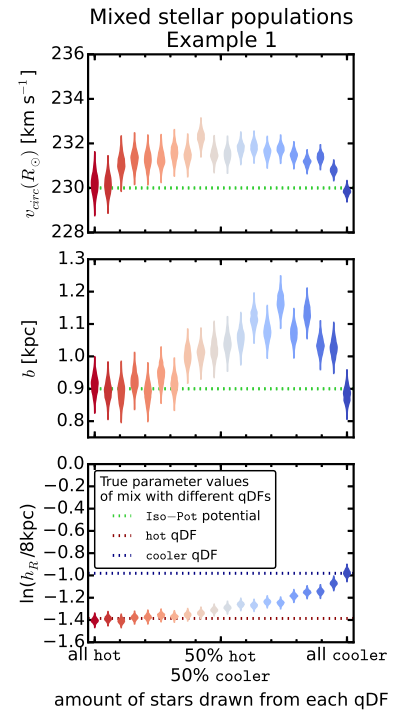 Mixed stellar populations
Example 1
236
234
232
230
228
v_circ(R_⊙) [km s⁻¹]
1.3
1.2
1.1
1.0
0.9
0.8
b [kpc]
0.0
−0.2
−0.4
−0.6
−0.8
−1.0
−1.2
−1.4
−1.6
ln(h_R/8kpc)
True parameter values
of mix with different qDFs
Iso-Pot potential
hot qDF
cooler qDF
all hot
50% hot
50% cooler
all cooler
amount of stars drawn from each qDF